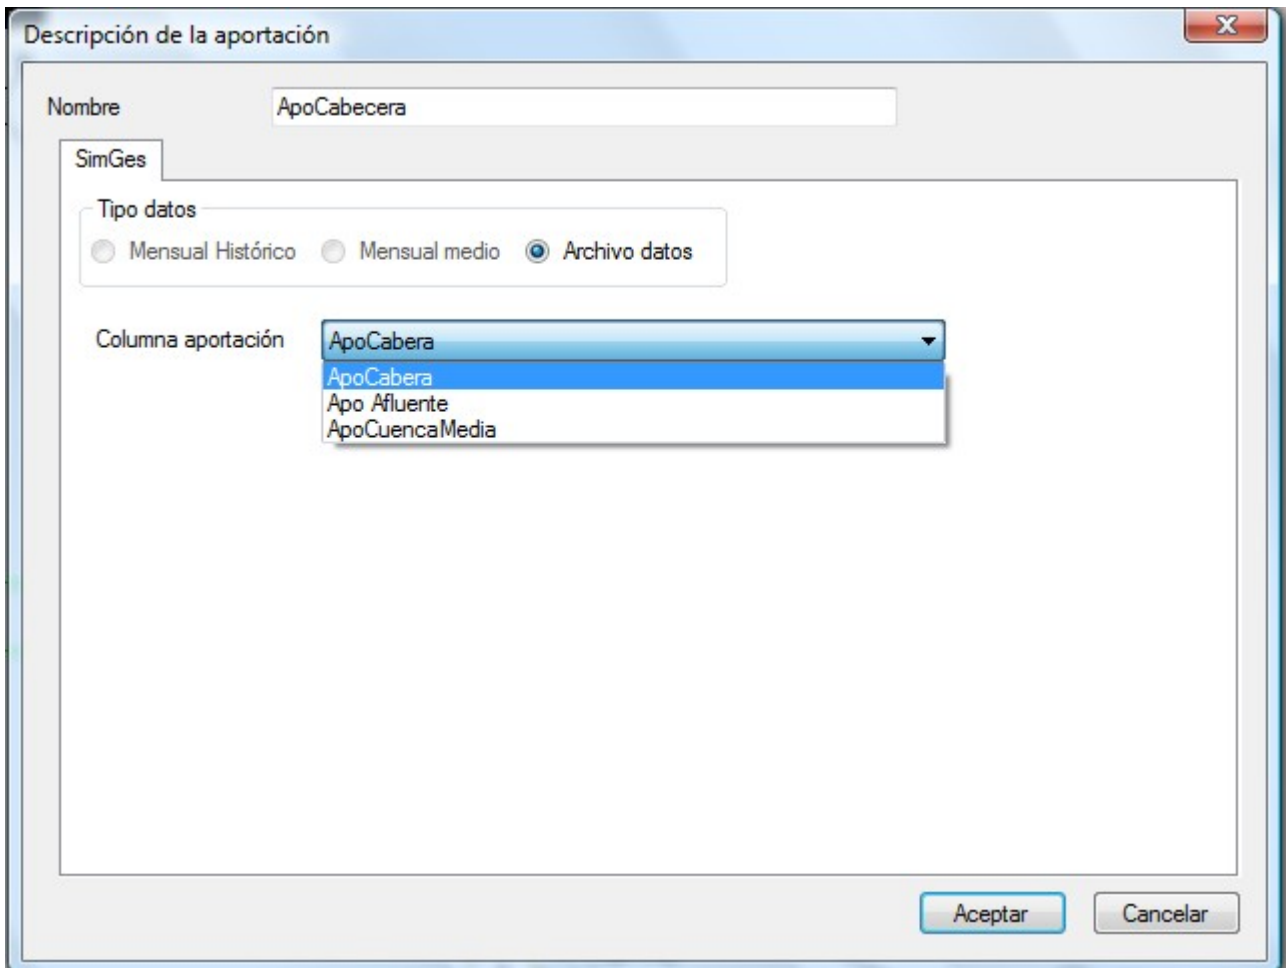 Descripción de la aportación
Nombre ApoCabecera
SimGes
Tipo datos
Mensual Histórico Mensual medio Archivo datos
Columna aportación ApoCabera
ApoCabera
Apo Afluente
ApoCuencaMedia
Aceptar Cancelar